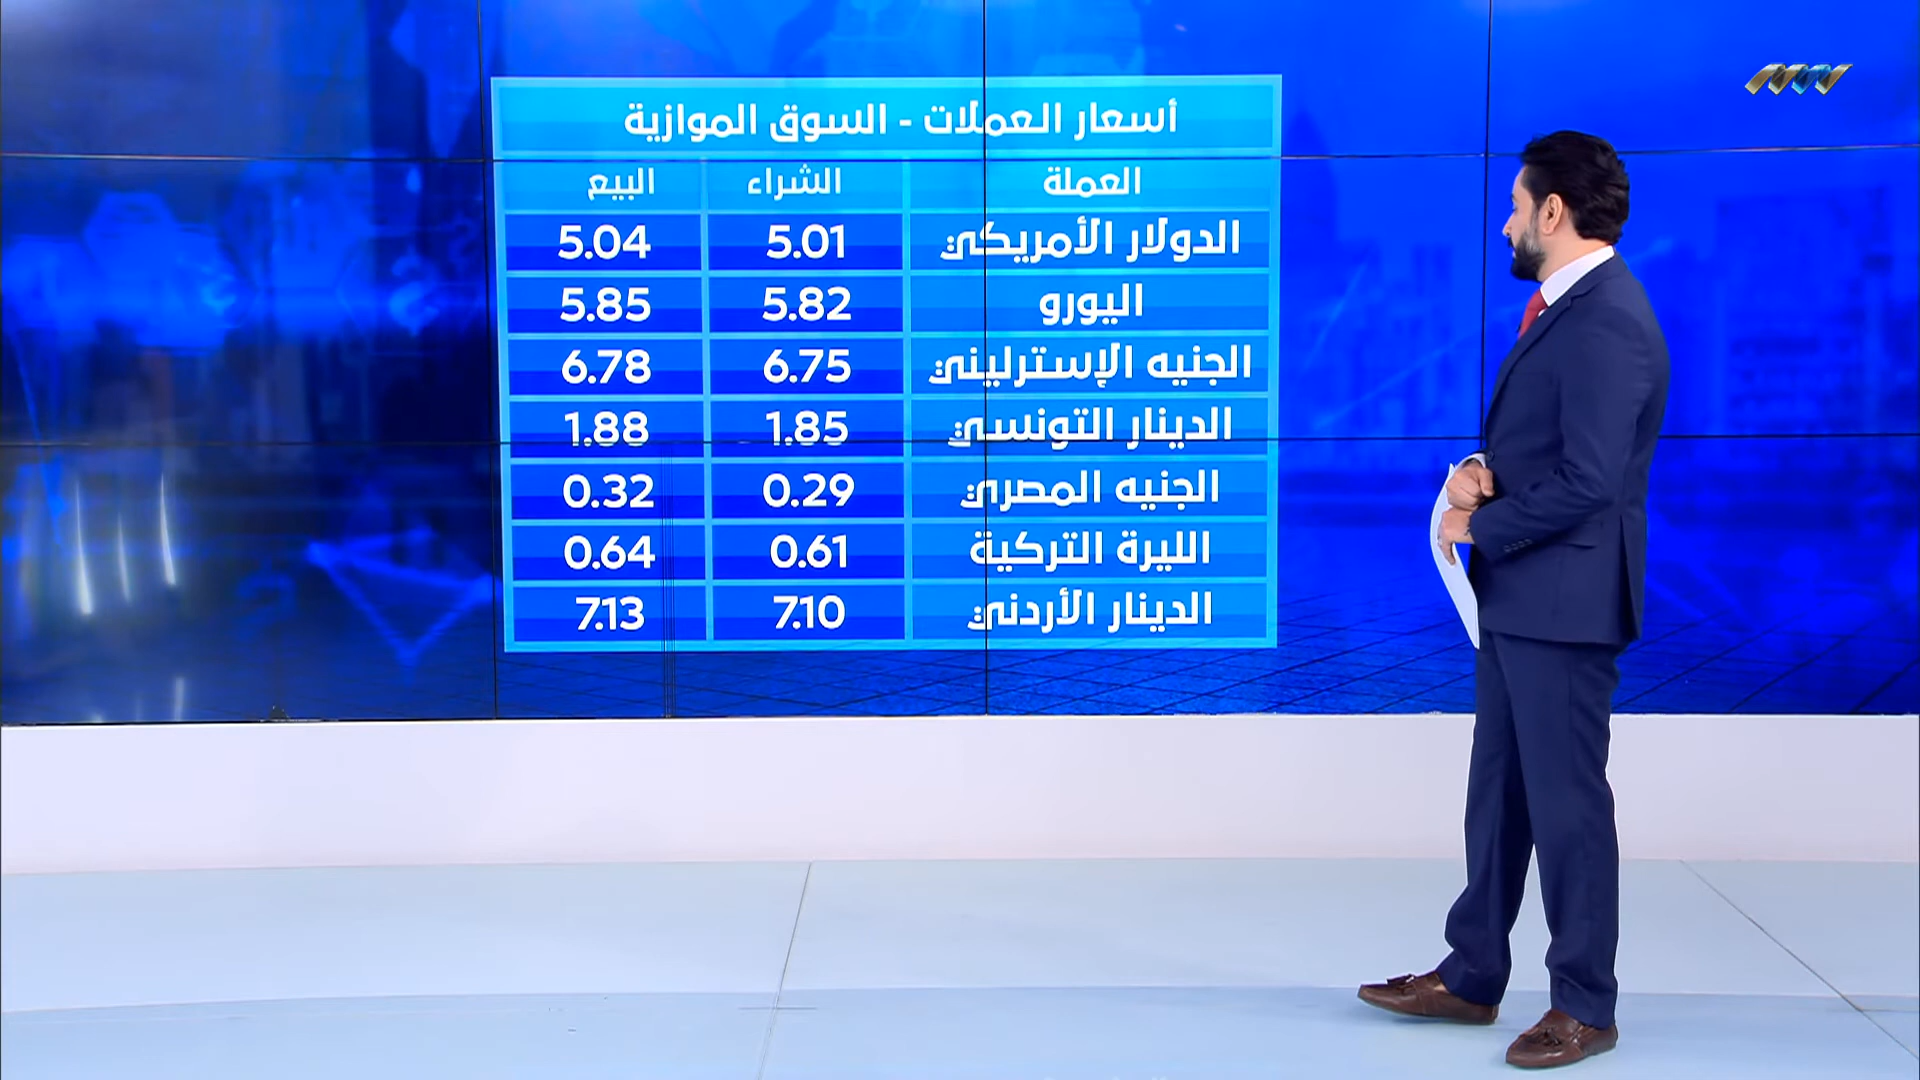 أسعار العملات - السوق الموازية
العملة الشراء البيع
الدولار الأمريكي 5.01 5.04
اليورو 5.82 5.85
الجنيه الإسترليني 6.75 6.78
الدينار التونسي 1.85 1.88
الجنيه المصري 0.29 0.32
الليرة التركية 0.61 0.64
الدينار الأردني 7.10 7.13